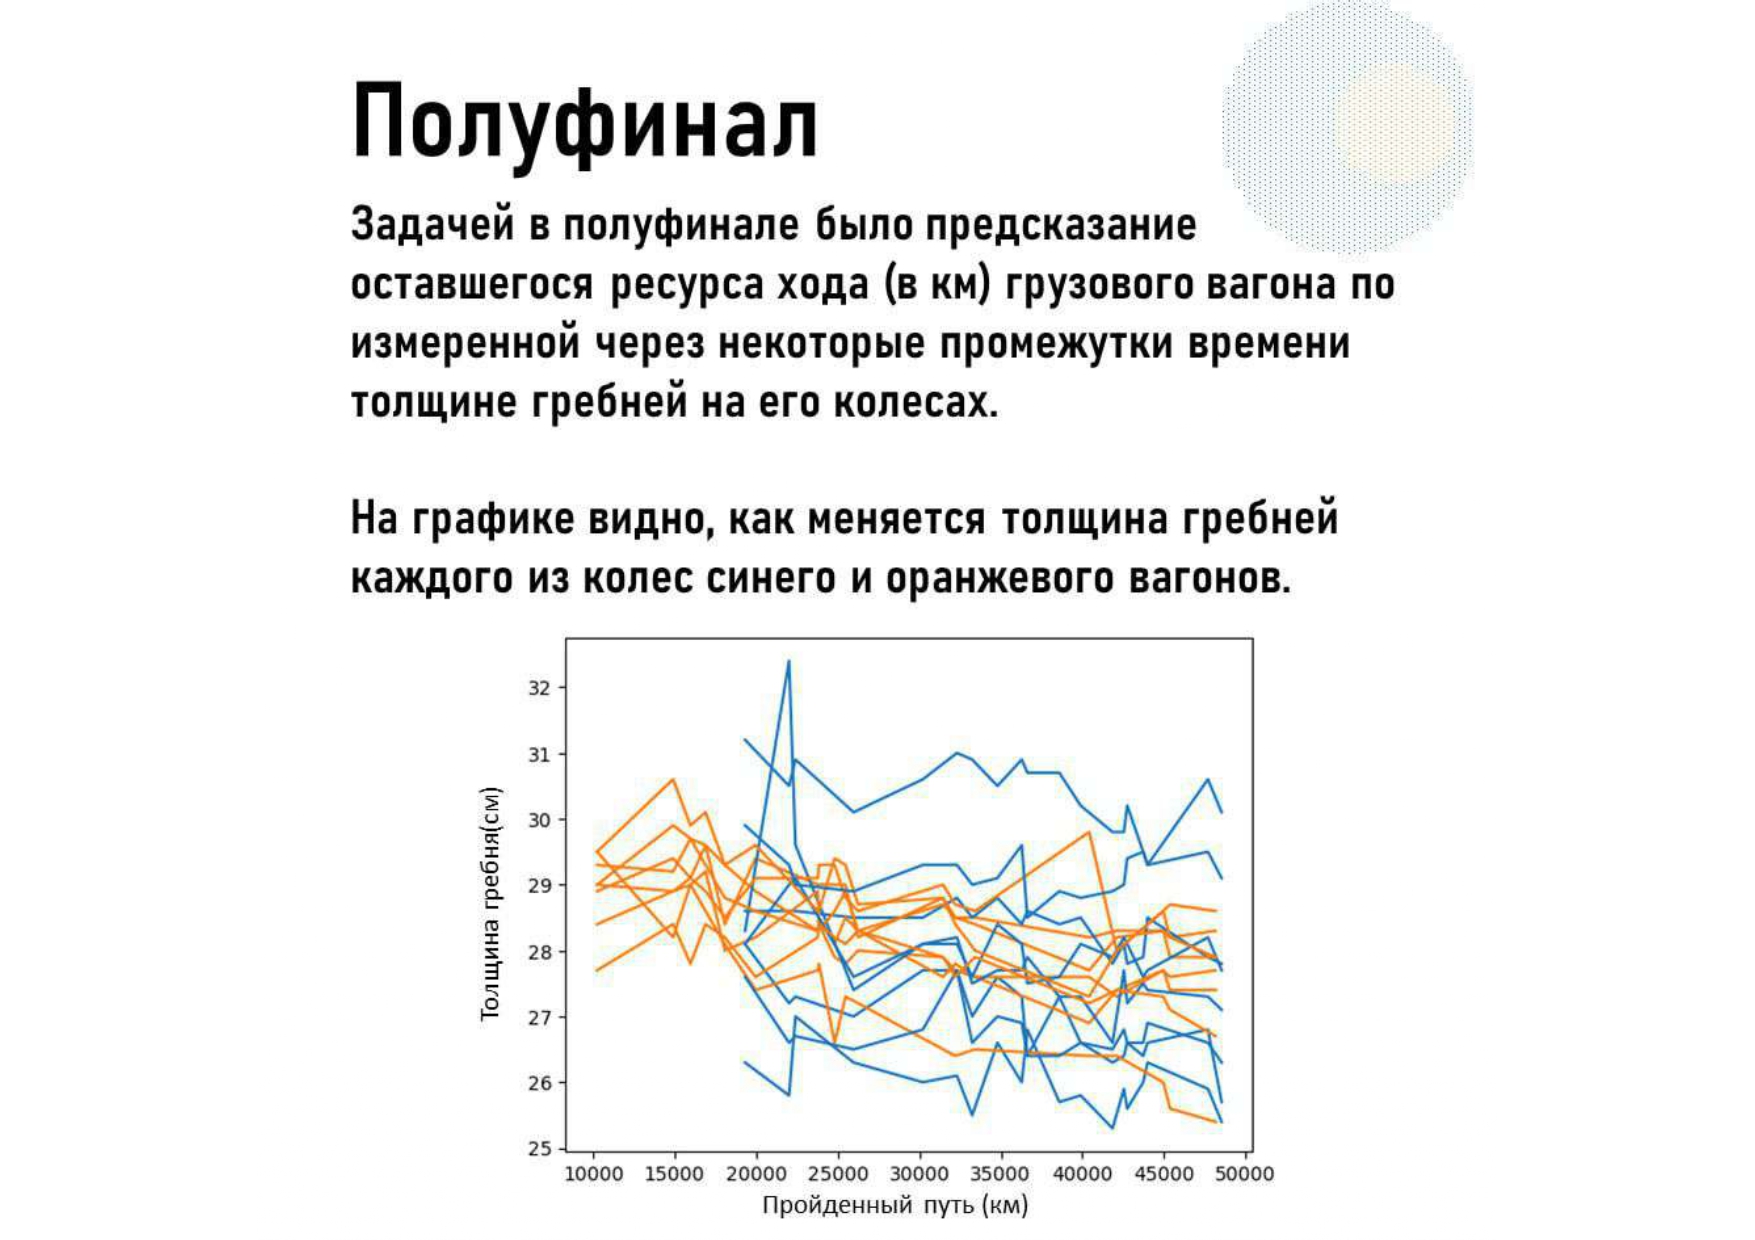 Полуфинал
Задачей в полуфинале было предсказание
оставшегося ресурса хода (в км) грузового вагона по
измеренной через некоторые промежутки времени
толщине гребней на его колесах.
На графике видно, как меняется толщина гребней
каждого из колес синего и оранжевого вагонов.
Толщина гребня(см)
32
31
30
29
28
27
26
25
10000 15000 20000 25000 30000 35000 40000 45000 50000
Пройденный путь (км)